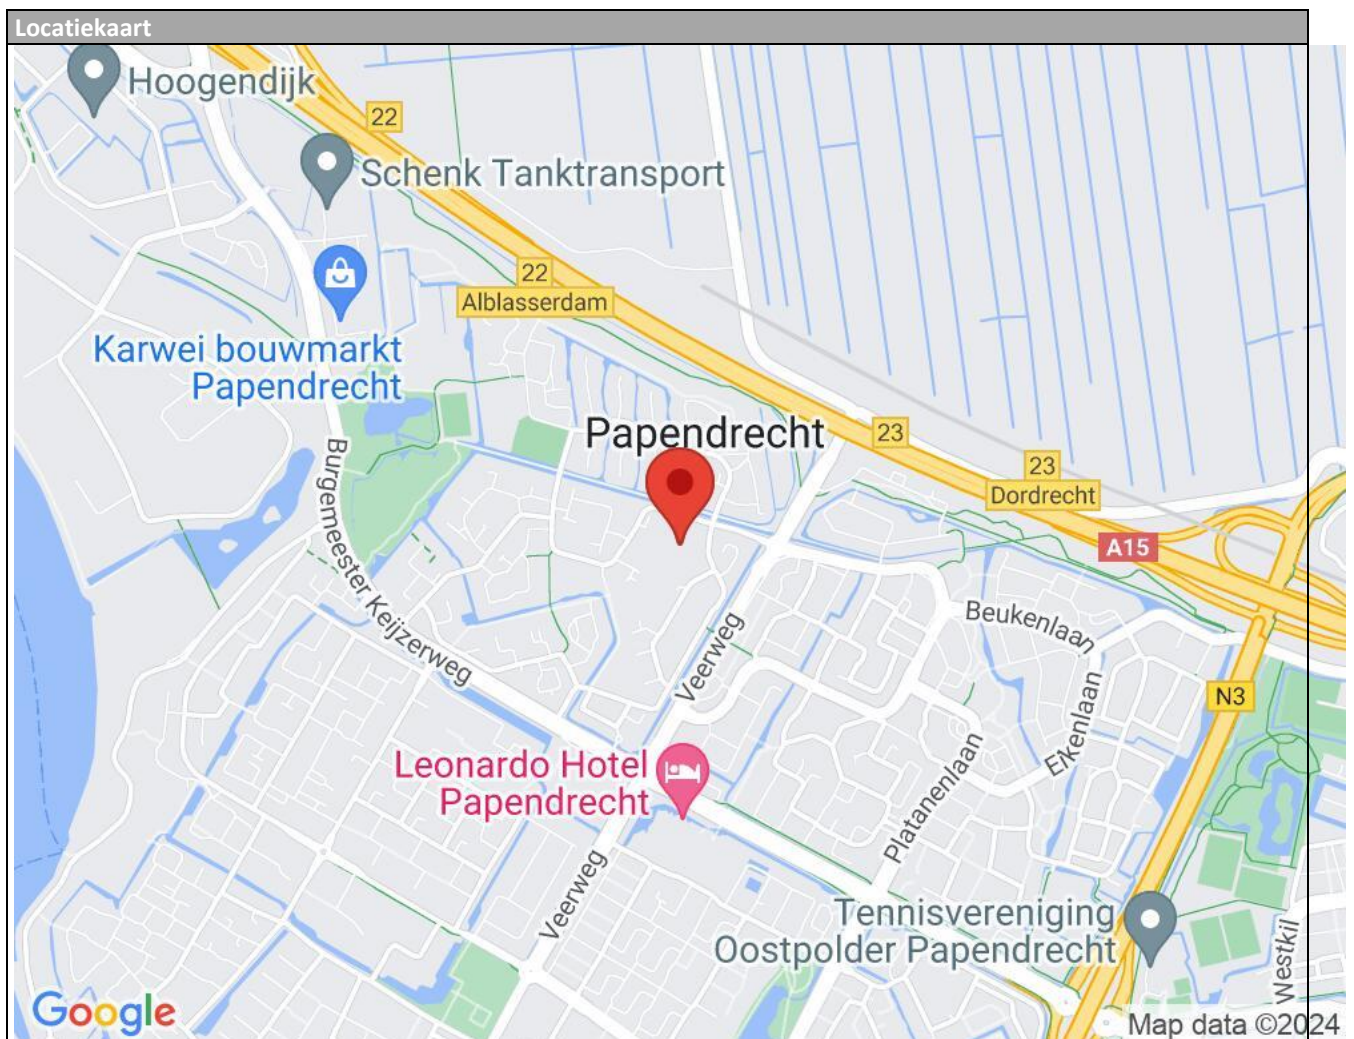 Locatiekaart
Hoogendijk
22
Schenk Tanktransport
22
Alblasserdam
Karwei bouwmarkt
Papendrecht
Papendrecht
23
23
Dordrecht
A15
Burgemeester Keijzerweg
Beukenlaan
Veerweg
Eikenlaan
N3
Leonardo Hotel
Papendrecht
Platanenlaan
Veerweg
Tennisvereniging
Oostpolder Papendrecht
Westkil
Google
Map data ©2024